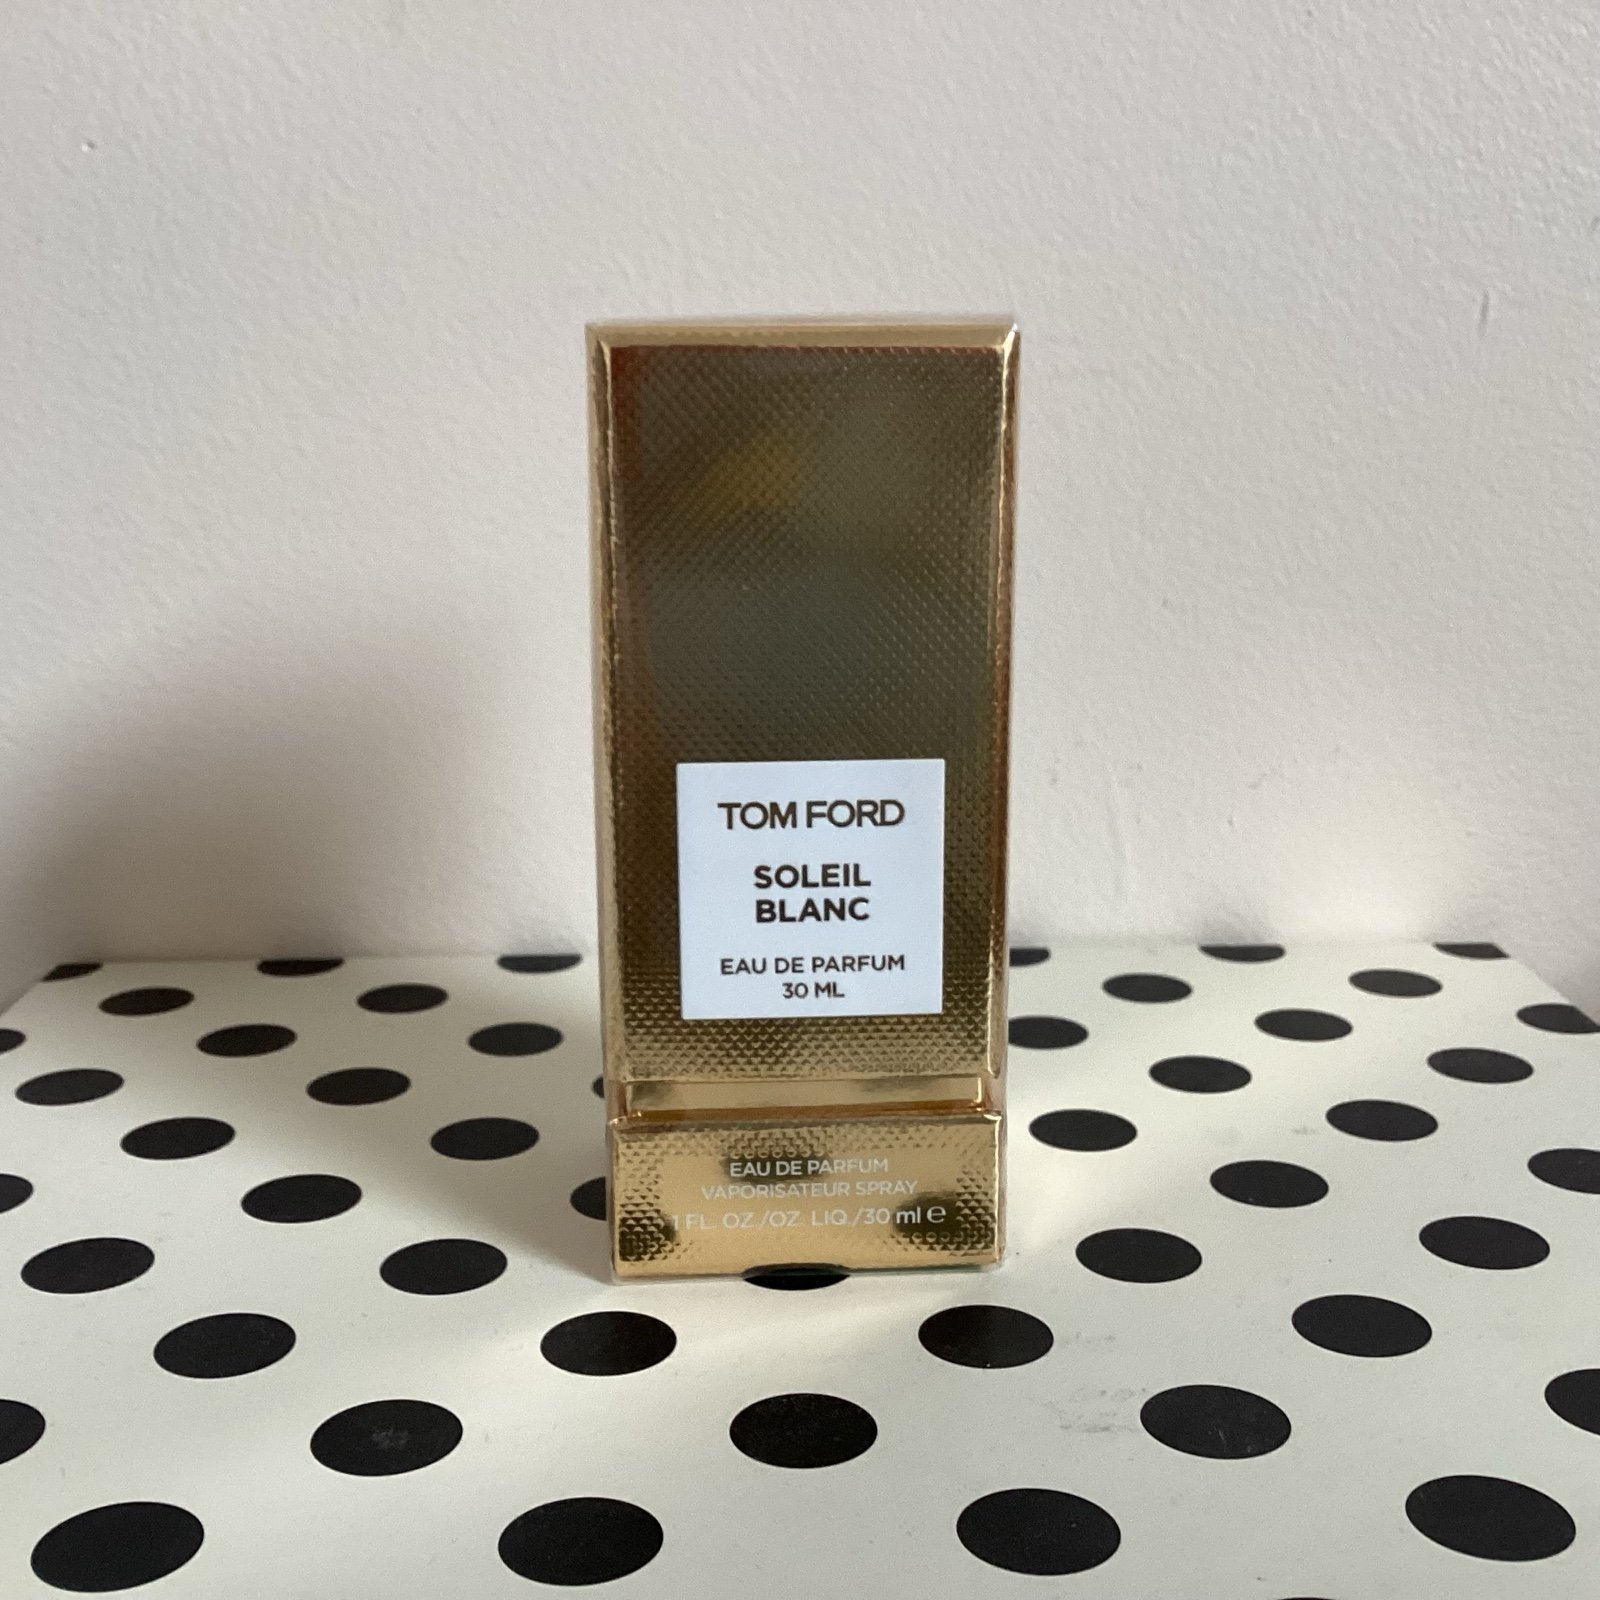 TOM FORD
SOLEIL
BLANC
EAU DE PARFUM
30 ML
EAU DE PARFUM
VAPORISATEUR SPRAY
1 FL. OZ./OZ. LIQ./30 ml ℮